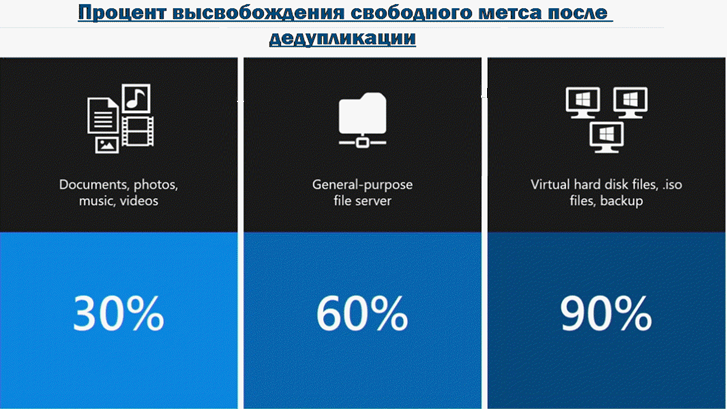 Процент высвобождения свободного метса после
дедупликации
Documents, photos,
music, videos
General-purpose
file server
Virtual hard disk files, .iso
files, backup
30%
60%
90%